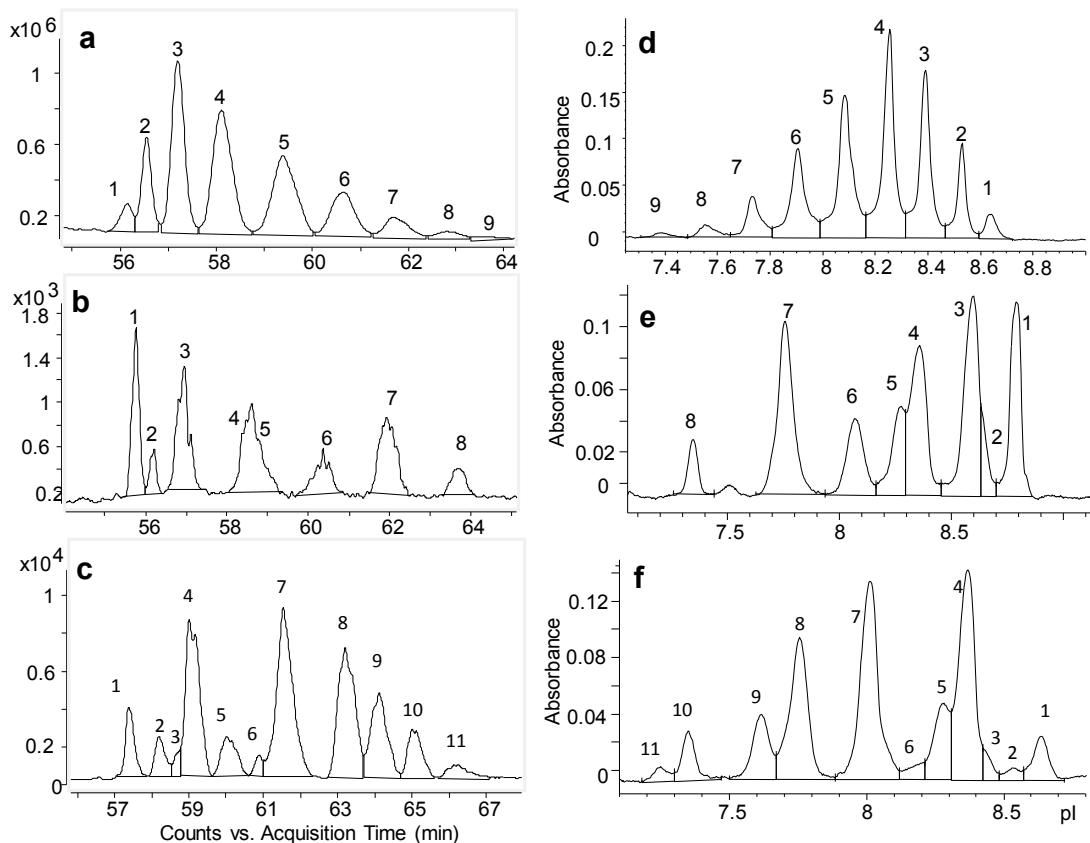 a
x10 6
1
0.6
0.2
1 2 3 4 5 6 7 8 9
56 58 60 62 64
b
x10 3
1.8
1.4
1
0.6
0.2
1 2 3 4 5 6 7 8
56 58 60 62 64
c
x10 4
1
0.6
0.2
0
1 2 3 4 5 6 7 8 9 10 11
57 59 61 63 65 67
Counts vs. Acquisition Time (min)
d
Absorbance
0.2
0.15
0.1
0.05
0
9 8 7 6 5 4 3 2 1
7.4 7.6 7.8 8 8.2 8.4 8.6 8.8
e
Absorbance
0.1
0.06
0.02
0
8 7 6 5 4 3 2 1
7.5 8 8.5
f
Absorbance
0.12
0.08
0.04
0
11 10 9 8 7 6 5 4 3 2 1
7.5 8 8.5 pI